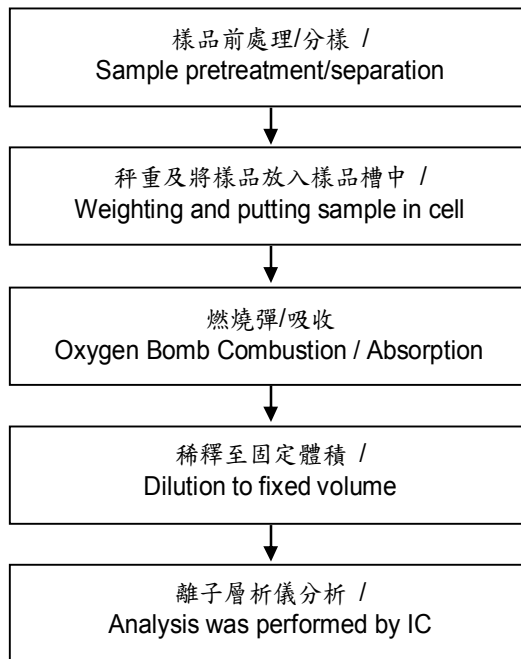 樣品前處理/分樣 /
Sample pretreatment/separation
秤重及將樣品放入樣品槽中 /
Weighting and putting sample in cell
燃燒彈/吸收
Oxygen Bomb Combustion / Absorption
稀釋至固定體積 /
Dilution to fixed volume
離子層析儀分析 /
Analysis was performed by IC